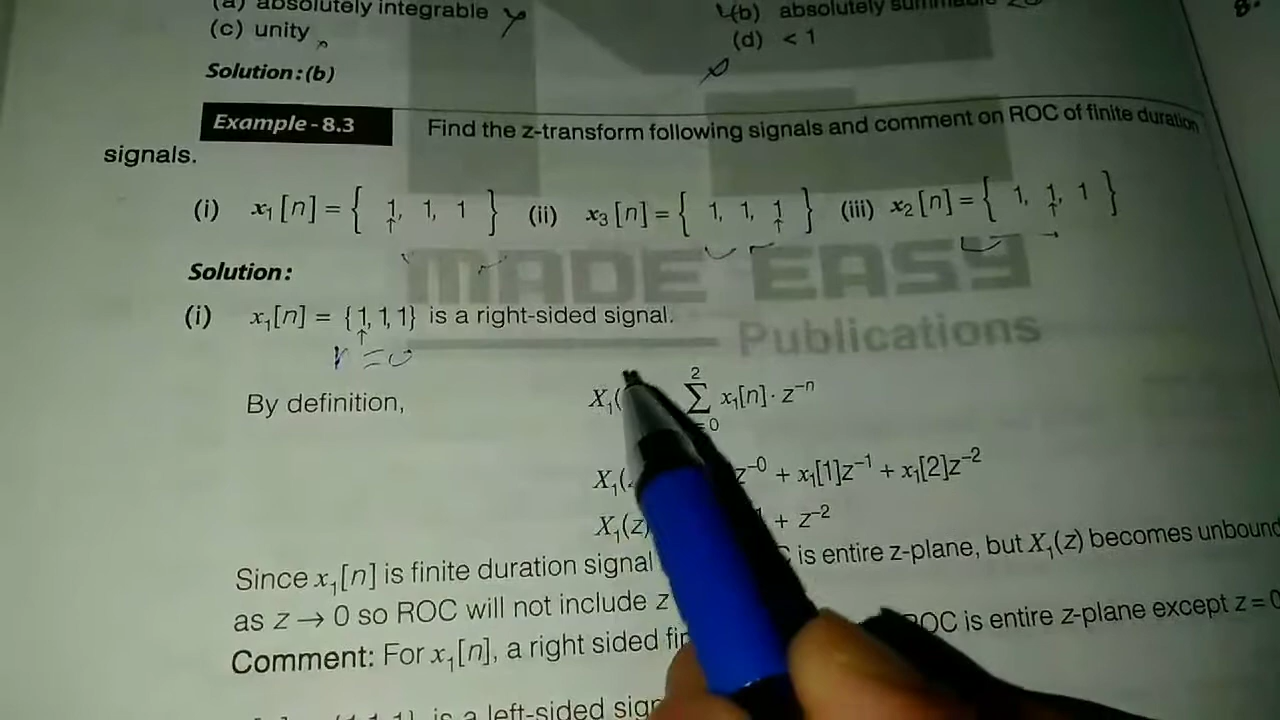 (a) absolutely integrable (b) absolutely
(c) unity (d) < 1
Solution: (b)
Example - 8.3 Find the z-transform following signals and comment on ROC of finite duration
signals.
(i) x₁[n] = { 1, 1, 1 } (ii) x₃[n] = { 1, 1, 1 } (iii) x₂[n] = { 1, 1, 1 }
↑ ↑ ↑
MADE EASY
Publications
Solution:
(i) x₁[n] = {1, 1, 1} is a right-sided signal.
↑
By definition, X₁( ∑ x₁[n] · z⁻ⁿ
2
=0
X₁( z⁻⁰ + x₁[1]z⁻¹ + x₁[2]z⁻²
X₁(z) + z⁻²
Since x₁[n] is finite duration signal is entire z-plane, but X₁(z) becomes
as z → 0 so ROC will not include z ROC is entire z-plane except z = 0
Comment: For x₁[n], a right sided
is a left-sided